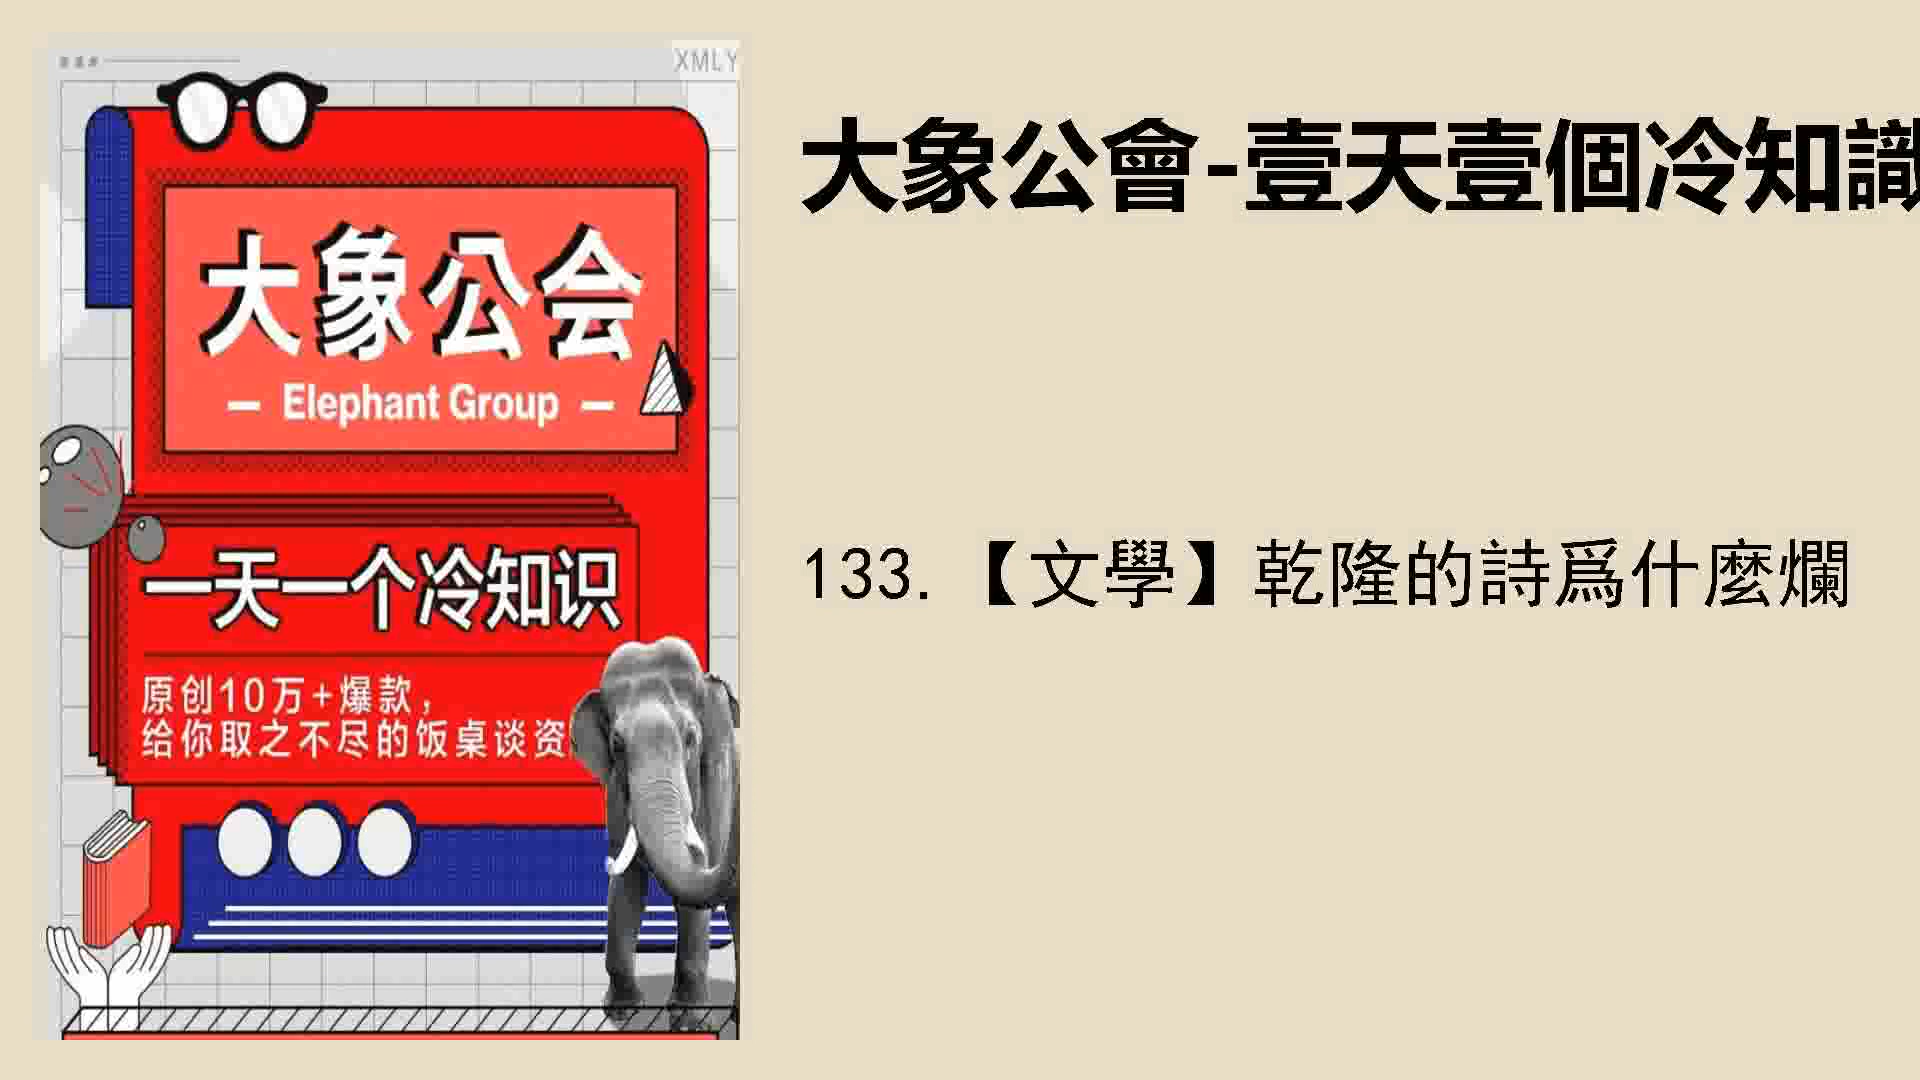 XMLY
大象公会
Elephant Group
一天一个冷知识
原创10万+爆款，
给你取之不尽的饭桌谈资
大象公會-壹天壹個冷知識
133.【文學】乾隆的詩爲什麼爛